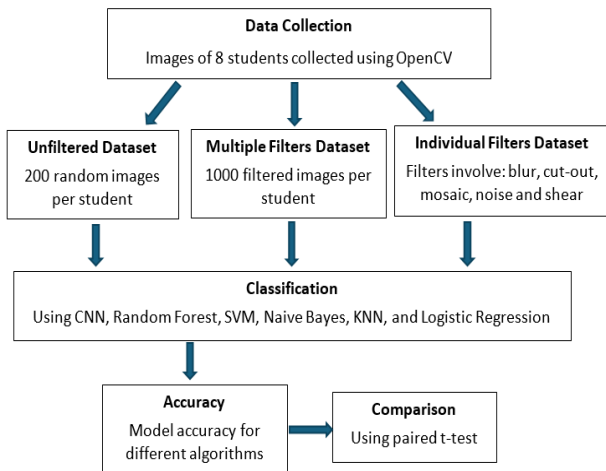 Data Collection
Images of 8 students collected using OpenCV
Unfiltered Dataset
200 random images
per student
Multiple Filters Dataset
1000 filtered images per
student
Individual Filters Dataset
Filters involve: blur, cut-out,
mosaic, noise and shear
Classification
Using CNN, Random Forest, SVM, Naive Bayes, KNN, and Logistic Regression
Accuracy
Model accuracy for
different algorithms
Comparison
Using paired t-test